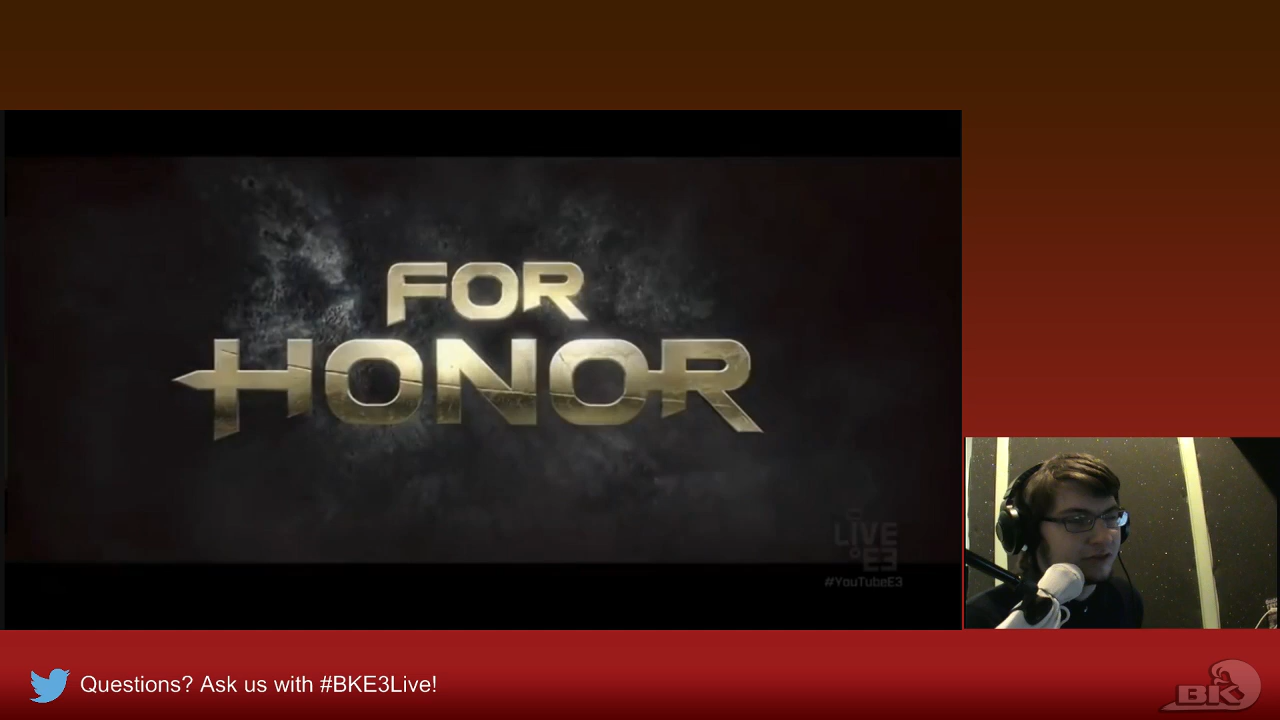 FOR
HONOR
LIVE
@E3
#YouTubeE3
Questions? Ask us with #BKE3Live!
BK